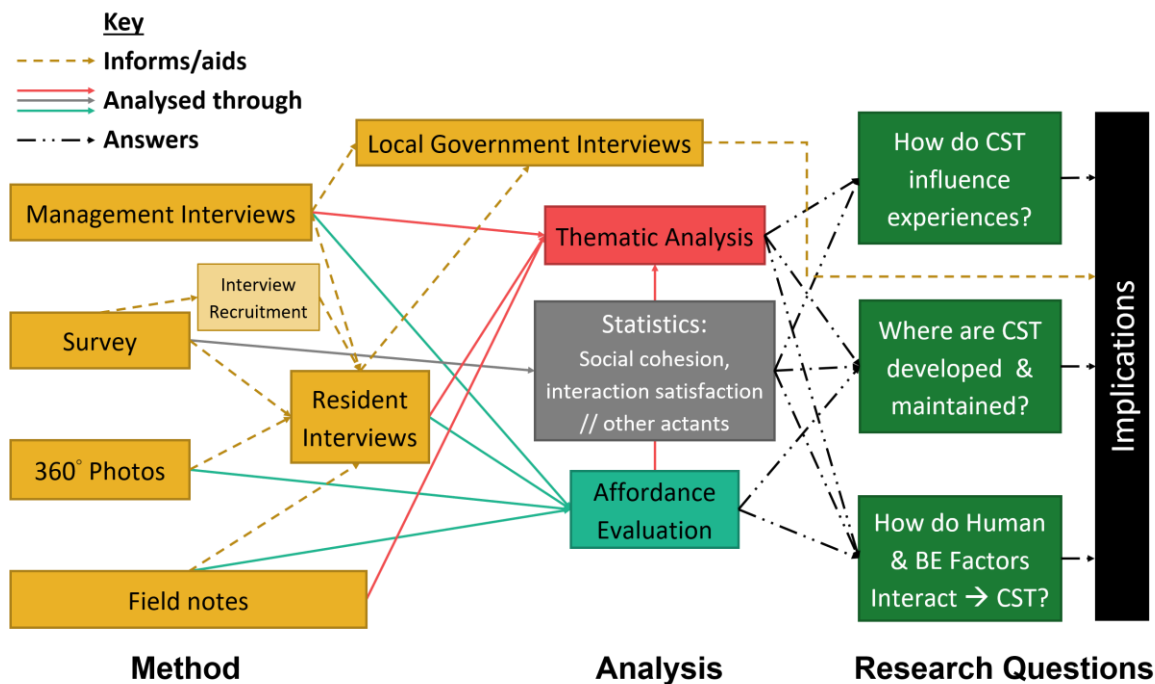 Key
Informs/aids
Analysed through
Answers
Local Government Interviews
Management Interviews
Interview
Recruitment
Survey
Resident
Interviews
360° Photos
Field notes
Thematic Analysis
Statistics:
Social cohesion,
interaction satisfaction
// other actants
Affordance
Evaluation
How do CST
influence
experiences?
Where are CST
developed &
maintained?
How do Human
& BE Factors
Interact → CST?
Implications
Method
Analysis
Research Questions